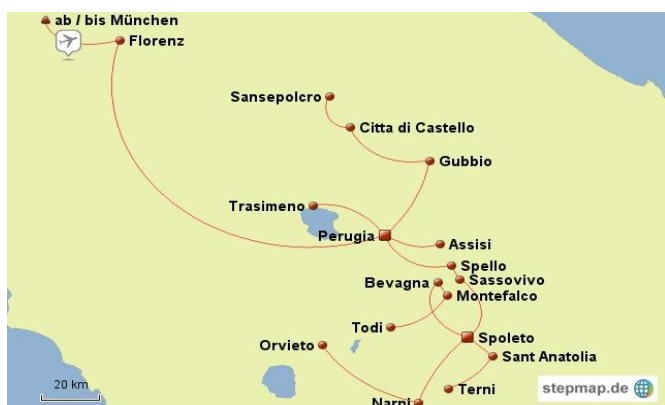 ab / bis München
Florenz
Sansepolcro
Citta di Castello
Gubbio
Trasimeno
Perugia
Assisi
Spello
Sassovivo
Bevagna
Montefalco
Todi
Spoleto
Orvieto
Sant Anatolia
Terni
Narni
20 km
stepmap.de